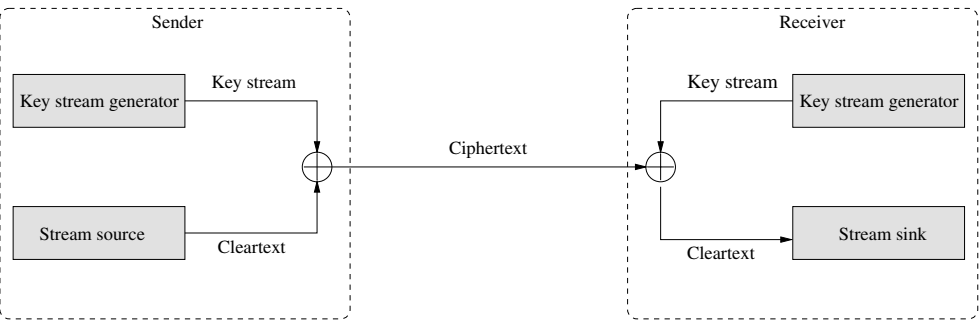 Sender
Receiver
Key stream generator
Key stream
Key stream
Key stream generator
Ciphertext
Stream source
Cleartext
Cleartext
Stream sink